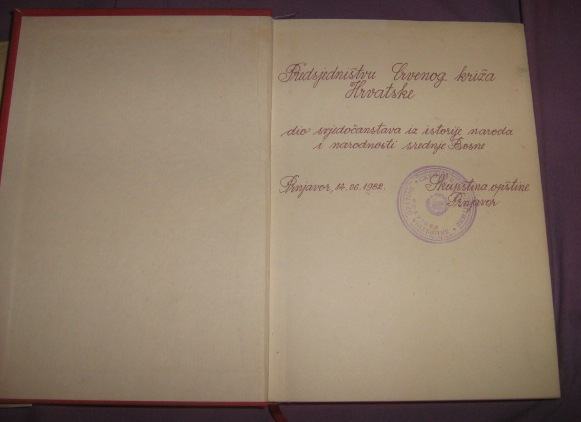 Predsjedništvu Crvenog križa
Hrvatske
dio svjedočanstava iz istorije naroda
i narodnosti srednje Bosne
Prnjavor, 14.06.1982.
Skupština opštine
Prnjavor